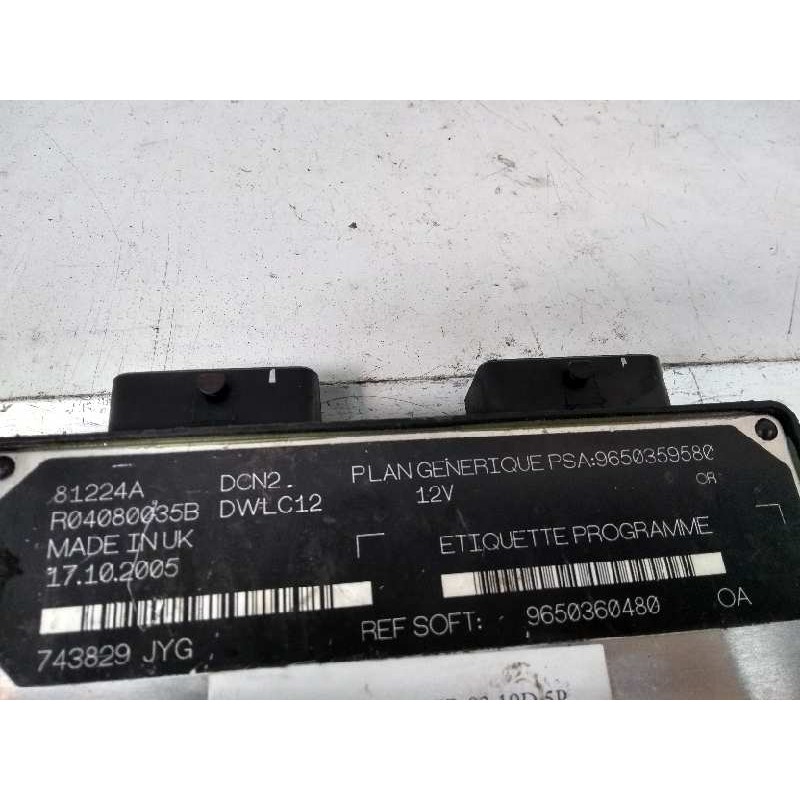 81224A DCN2. PLAN GENERIQUE PSA:9650359580
R04080035B DWLC12 12V OR
MADE IN UK ETIQUETTE PROGRAMME
17.10.2005
REF SOFT: 9650360480 OA
743829 JYG